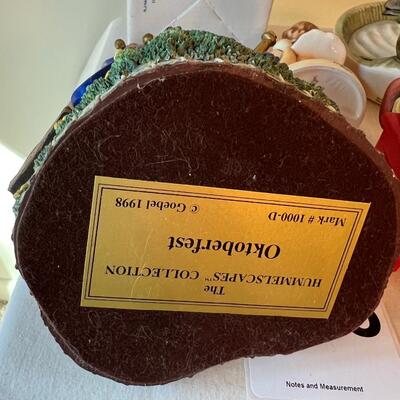 The
HUMMELSCAPES™ COLLECTION
Oktoberfest
Mark # 1000-D © Goebel 1998
Notes and Measurement